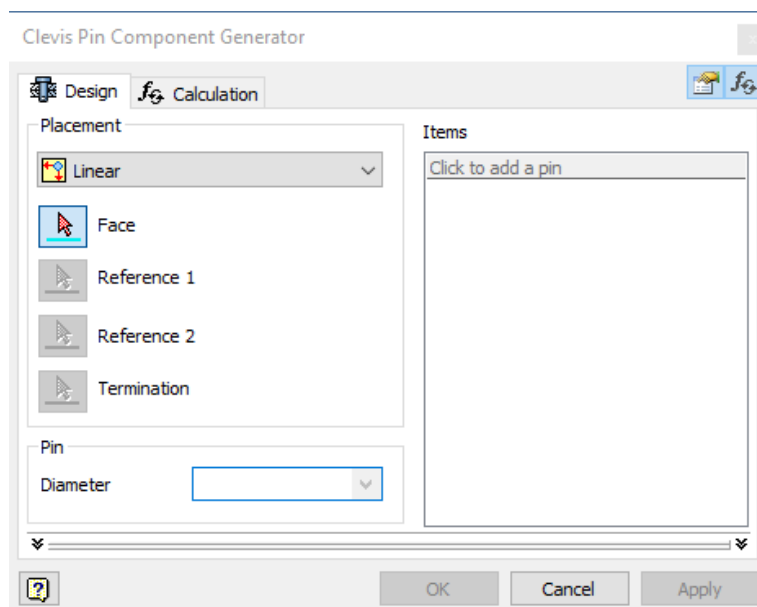 Clevis Pin Component Generator
Design
Calculation
Placement
Linear
Face
Reference 1
Reference 2
Termination
Pin
Diameter
Items
Click to add a pin
OK
Cancel
Apply